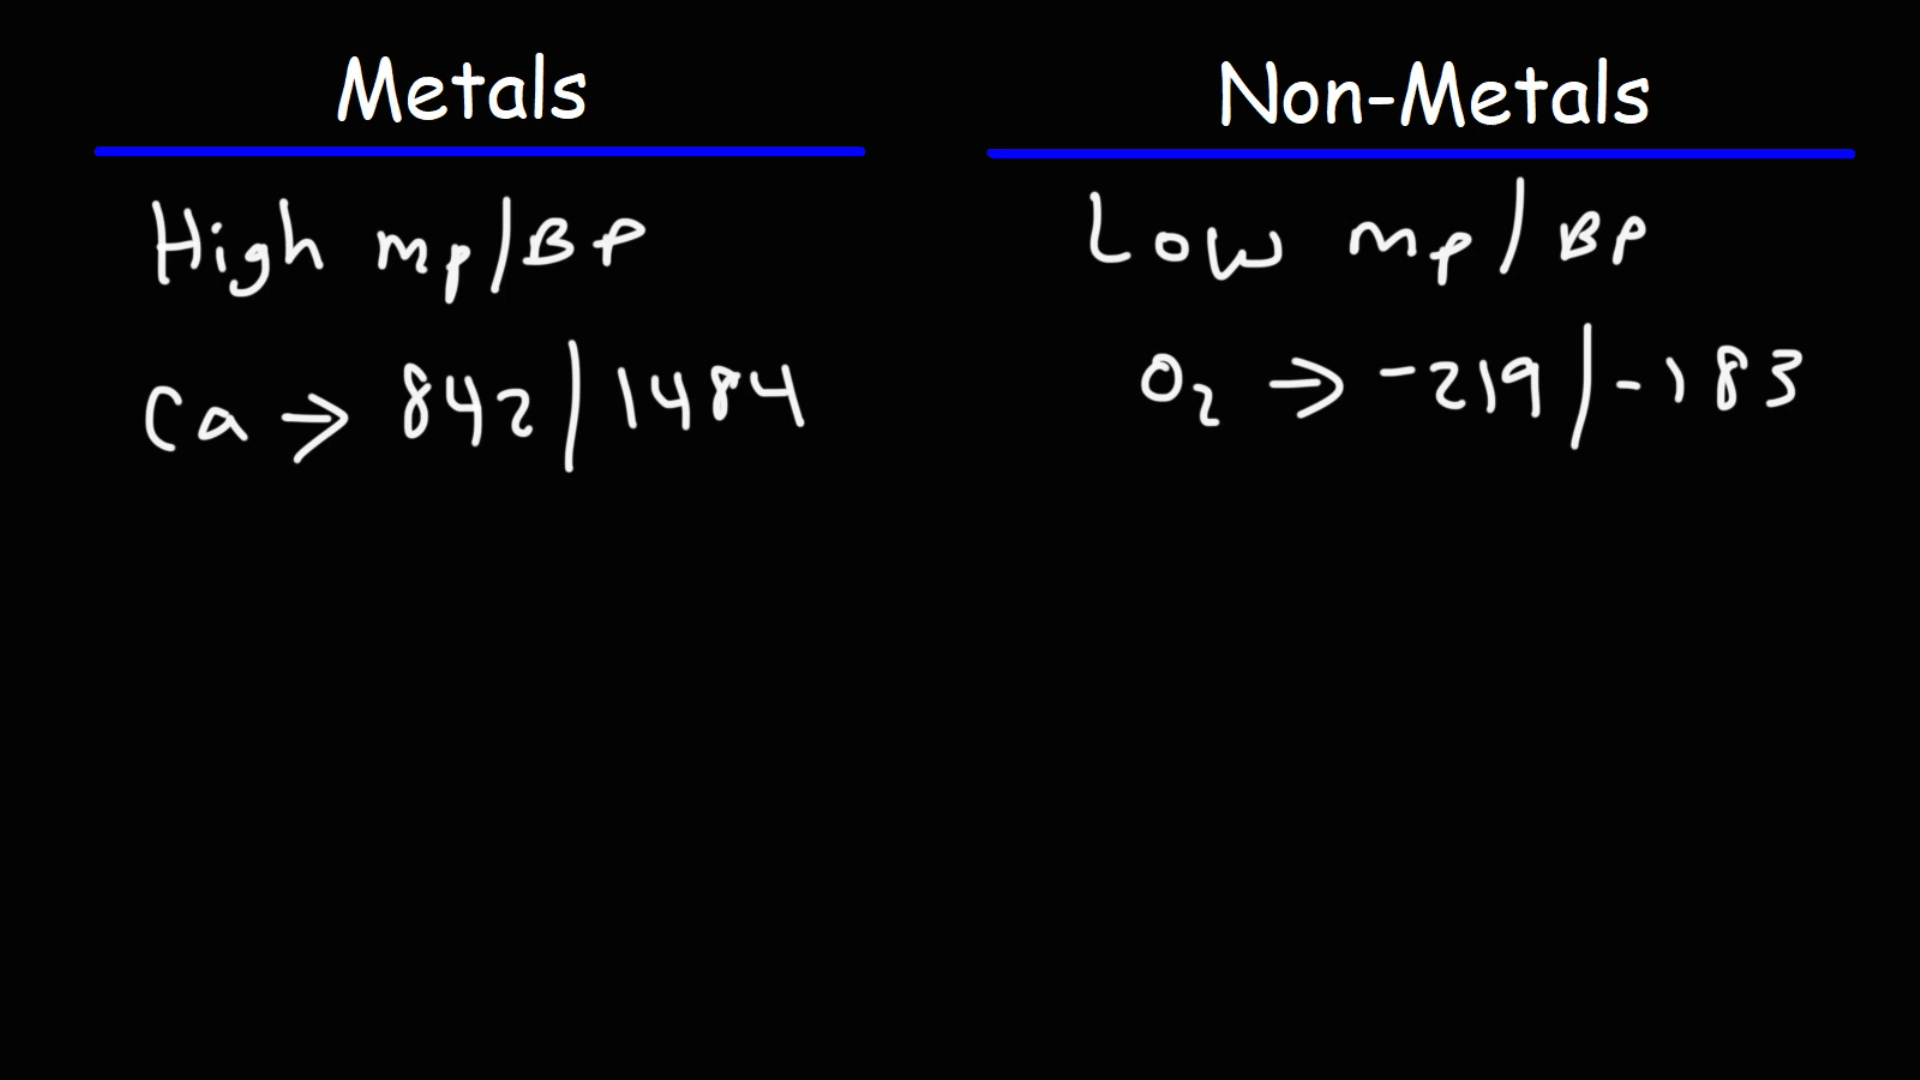 Metals
High mp/BP
Ca → 842/1484
Non-Metals
Low mp/BP
O₂ → -219/-183